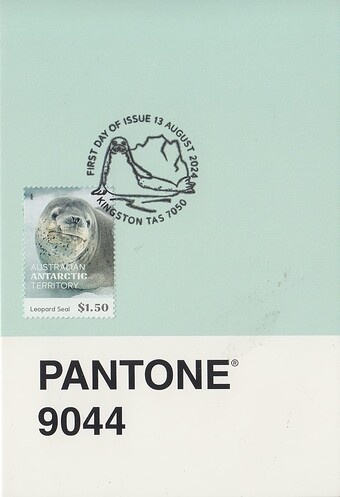 FIRST DAY OF ISSUE 13 AUGUST 2024
KINGSTON TAS 7050
AUSTRALIAN
ANTARCTIC
TERRITORY
Leopard Seal $1.50
PANTONE®
9044